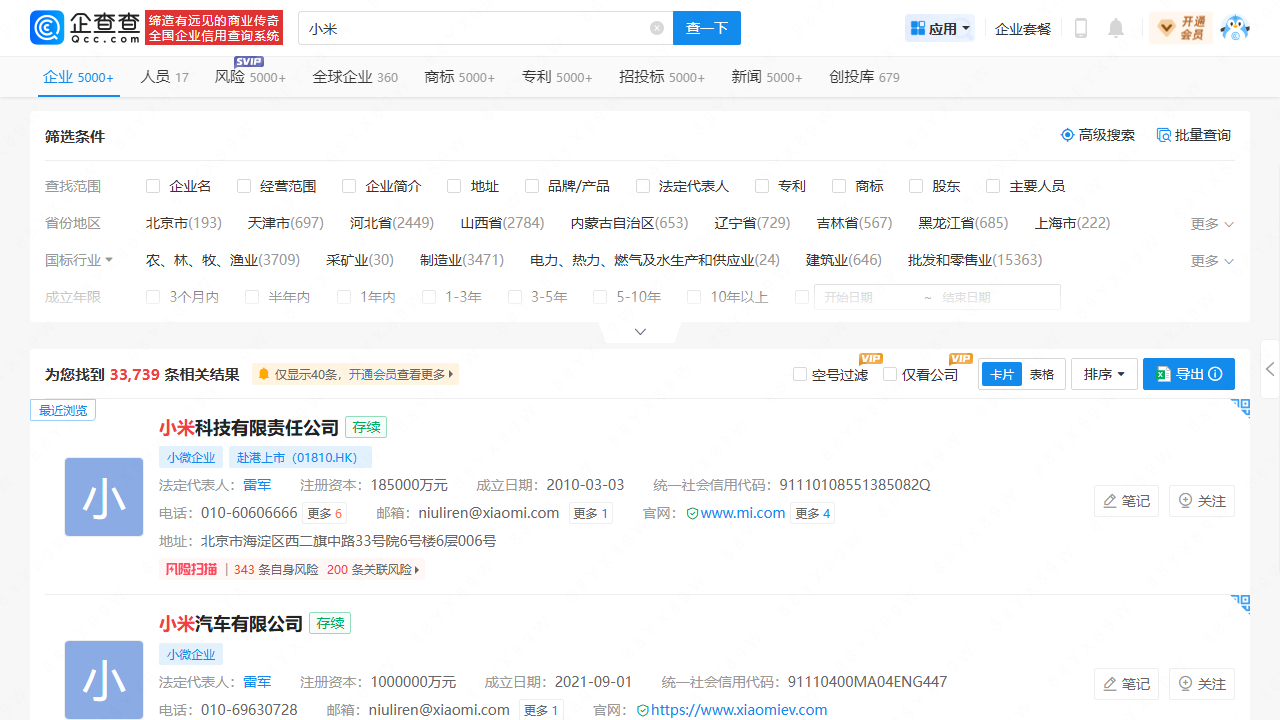 企查查 Qcc.com 缔造有远见的商业传奇 全国企业信用查询系统 小米 查一下 应用 企业套餐 开通会员
企业 5000+ 人员 17 风险 5000+ SVIP 全球企业 360 商标 5000+ 专利 5000+ 招投标 5000+ 新闻 5000+ 创投库 679
筛选条件 高级搜索 批量查询
查找范围 企业名 经营范围 企业简介 地址 品牌/产品 法定代表人 专利 商标 股东 主要人员
省份地区 北京市(193) 天津市(697) 河北省(2449) 山西省(2784) 内蒙古自治区(653) 辽宁省(729) 吉林省(567) 黑龙江省(685) 上海市(222) 更多
国标行业 农、林、牧、渔业(3709) 采矿业(30) 制造业(3471) 电力、热力、燃气及水生产和供应业(24) 建筑业(646) 批发和零售业(15363) 更多
成立年限 3个月内 半年内 1年内 1-3年 3-5年 5-10年 10年以上 开始日期 ~ 结束日期
为您找到 33,739 条相关结果 仅显示40条，开通会员查看更多 空号过滤 VIP 仅看公司 VIP 卡片 表格 排序 导出
最近浏览
小米科技有限责任公司 存续
小微企业 赴港上市（01810.HK）
小
法定代表人：雷军 注册资本：185000万元 成立日期：2010-03-03 统一社会信用代码：91110108551385082Q
电话：010-60606666 更多 6 邮箱：niuliren@xiaomi.com 更多 1 官网：www.mi.com 更多 4 笔记 关注
地址：北京市海淀区西二旗中路33号院6号楼6层006号
风险扫描 | 343 条自身风险 200 条关联风险
小米汽车有限公司 存续
小微企业
小
法定代表人：雷军 注册资本：1000000万元 成立日期：2021-09-01 统一社会信用代码：91110400MA04ENG447 笔记 关注
电话：010-69630728 邮箱：niuliren@xiaomi.com 更多 1 官网：https://www.xiaomiev.com